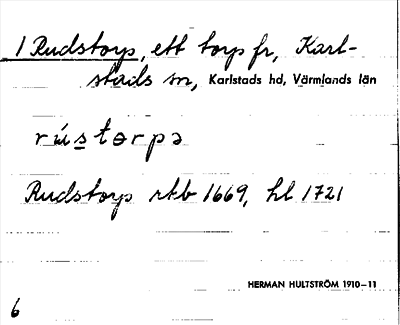 1 Rudstorp, ett torp fr, Karl-
stads sn, Karlstads hd, Värmlands län
rústɵrpə
Rudstorp rkb 1669, hl 1721
HERMAN HULTSTRÖM 1910–11
6